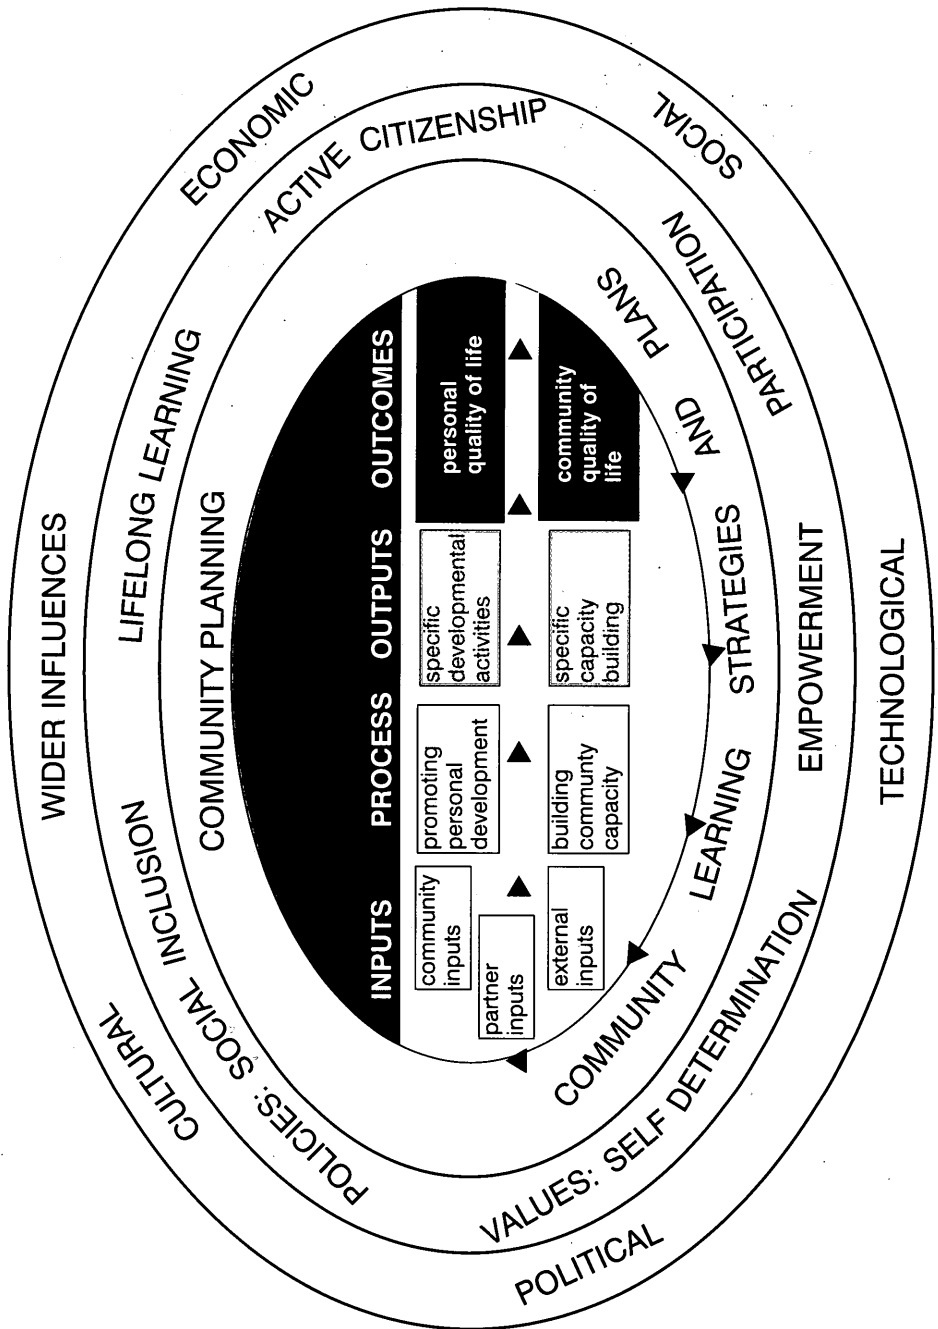 WIDER INFLUENCES
CULTURAL
ECONOMIC
POLITICAL
SOCIAL
TECHNOLOGICAL
POLICIES: SOCIAL INCLUSION
LIFELONG LEARNING
ACTIVE CITIZENSHIP
VALUES: SELF DETERMINATION
EMPOWERMENT
PARTICIPATION
COMMUNITY PLANNING
COMMUNITY LEARNING STRATEGIES AND PLANS
INPUTS
PROCESS
OUTPUTS
OUTCOMES
community
inputs
partner
inputs
external
inputs
promoting
personal
development
building
communty
capacity
specific
developmental
activities
specific
capacity
building
personal
quality of life
community
quality of
life